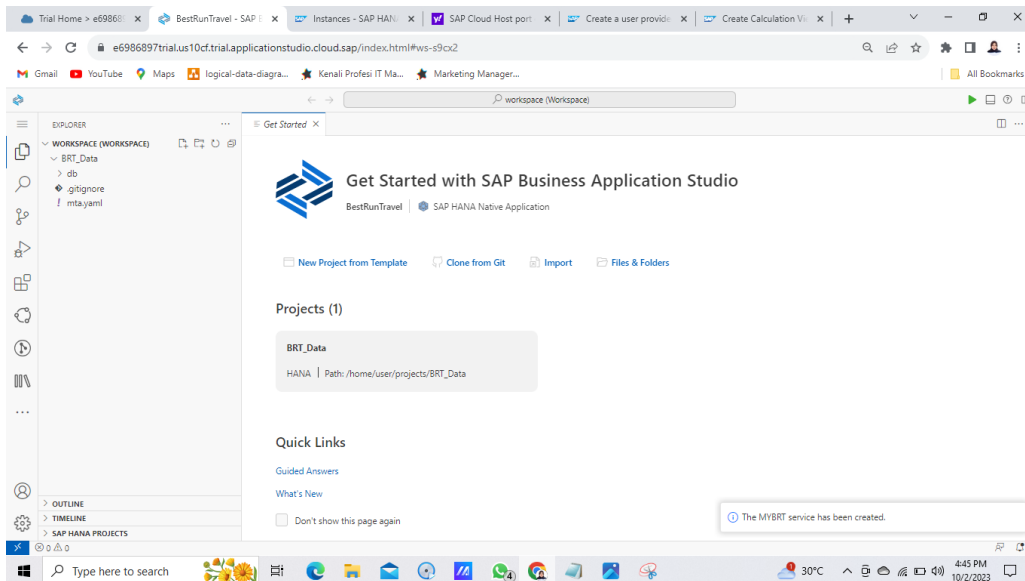 Trial Home > e69868
BestRunTravel - SAP B
Instances - SAP HAN
SAP Cloud Host port
Create a user provide
Create Calculation Vi
e6986897trial.us10cf.trial.applicationstudio.cloud.sap/index.html#ws-s9cx2
Gmail
YouTube
Maps
logical-data-diagra...
Kenali Profesi IT Ma...
Marketing Manager...
All Bookmarks
workspace (Workspace)
EXPLORER
WORKSPACE (WORKSPACE)
BRT_Data
db
.gitignore
mta.yaml
OUTLINE
TIMELINE
SAP HANA PROJECTS
Get Started
Get Started with SAP Business Application Studio
BestRunTravel | SAP HANA Native Application
New Project from Template
Clone from Git
Import
Files & Folders
Projects (1)
BRT_Data
HANA | Path: /home/user/projects/BRT_Data
Quick Links
Guided Answers
What's New
Don't show this page again
The MYBRT service has been created.
0 0
Type here to search
4
30°C
4:45 PM
10/2/2023